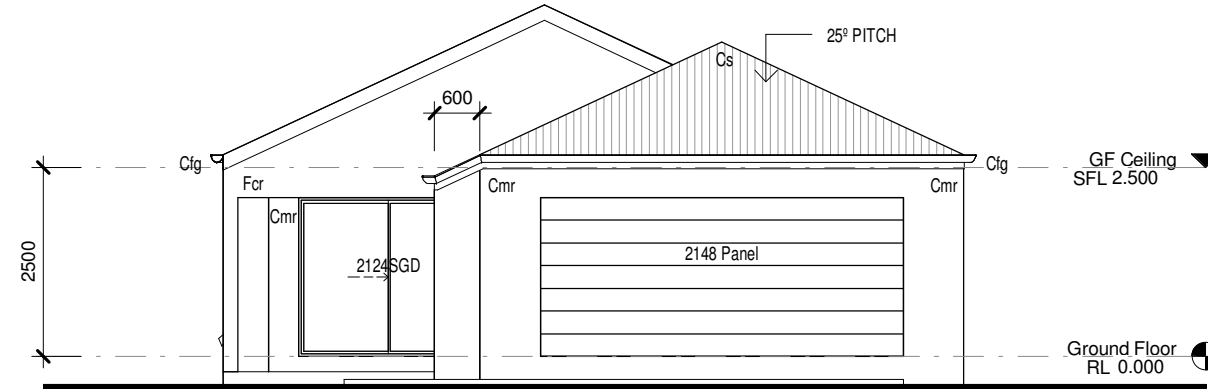 25º PITCH
Cs
600
Cfg
Cfg
GF Ceiling
SFL 2.500
Fcr
Cmr
Cmr
Cmr
2500
2124SGD
2148 Panel
Ground Floor
RL 0.000